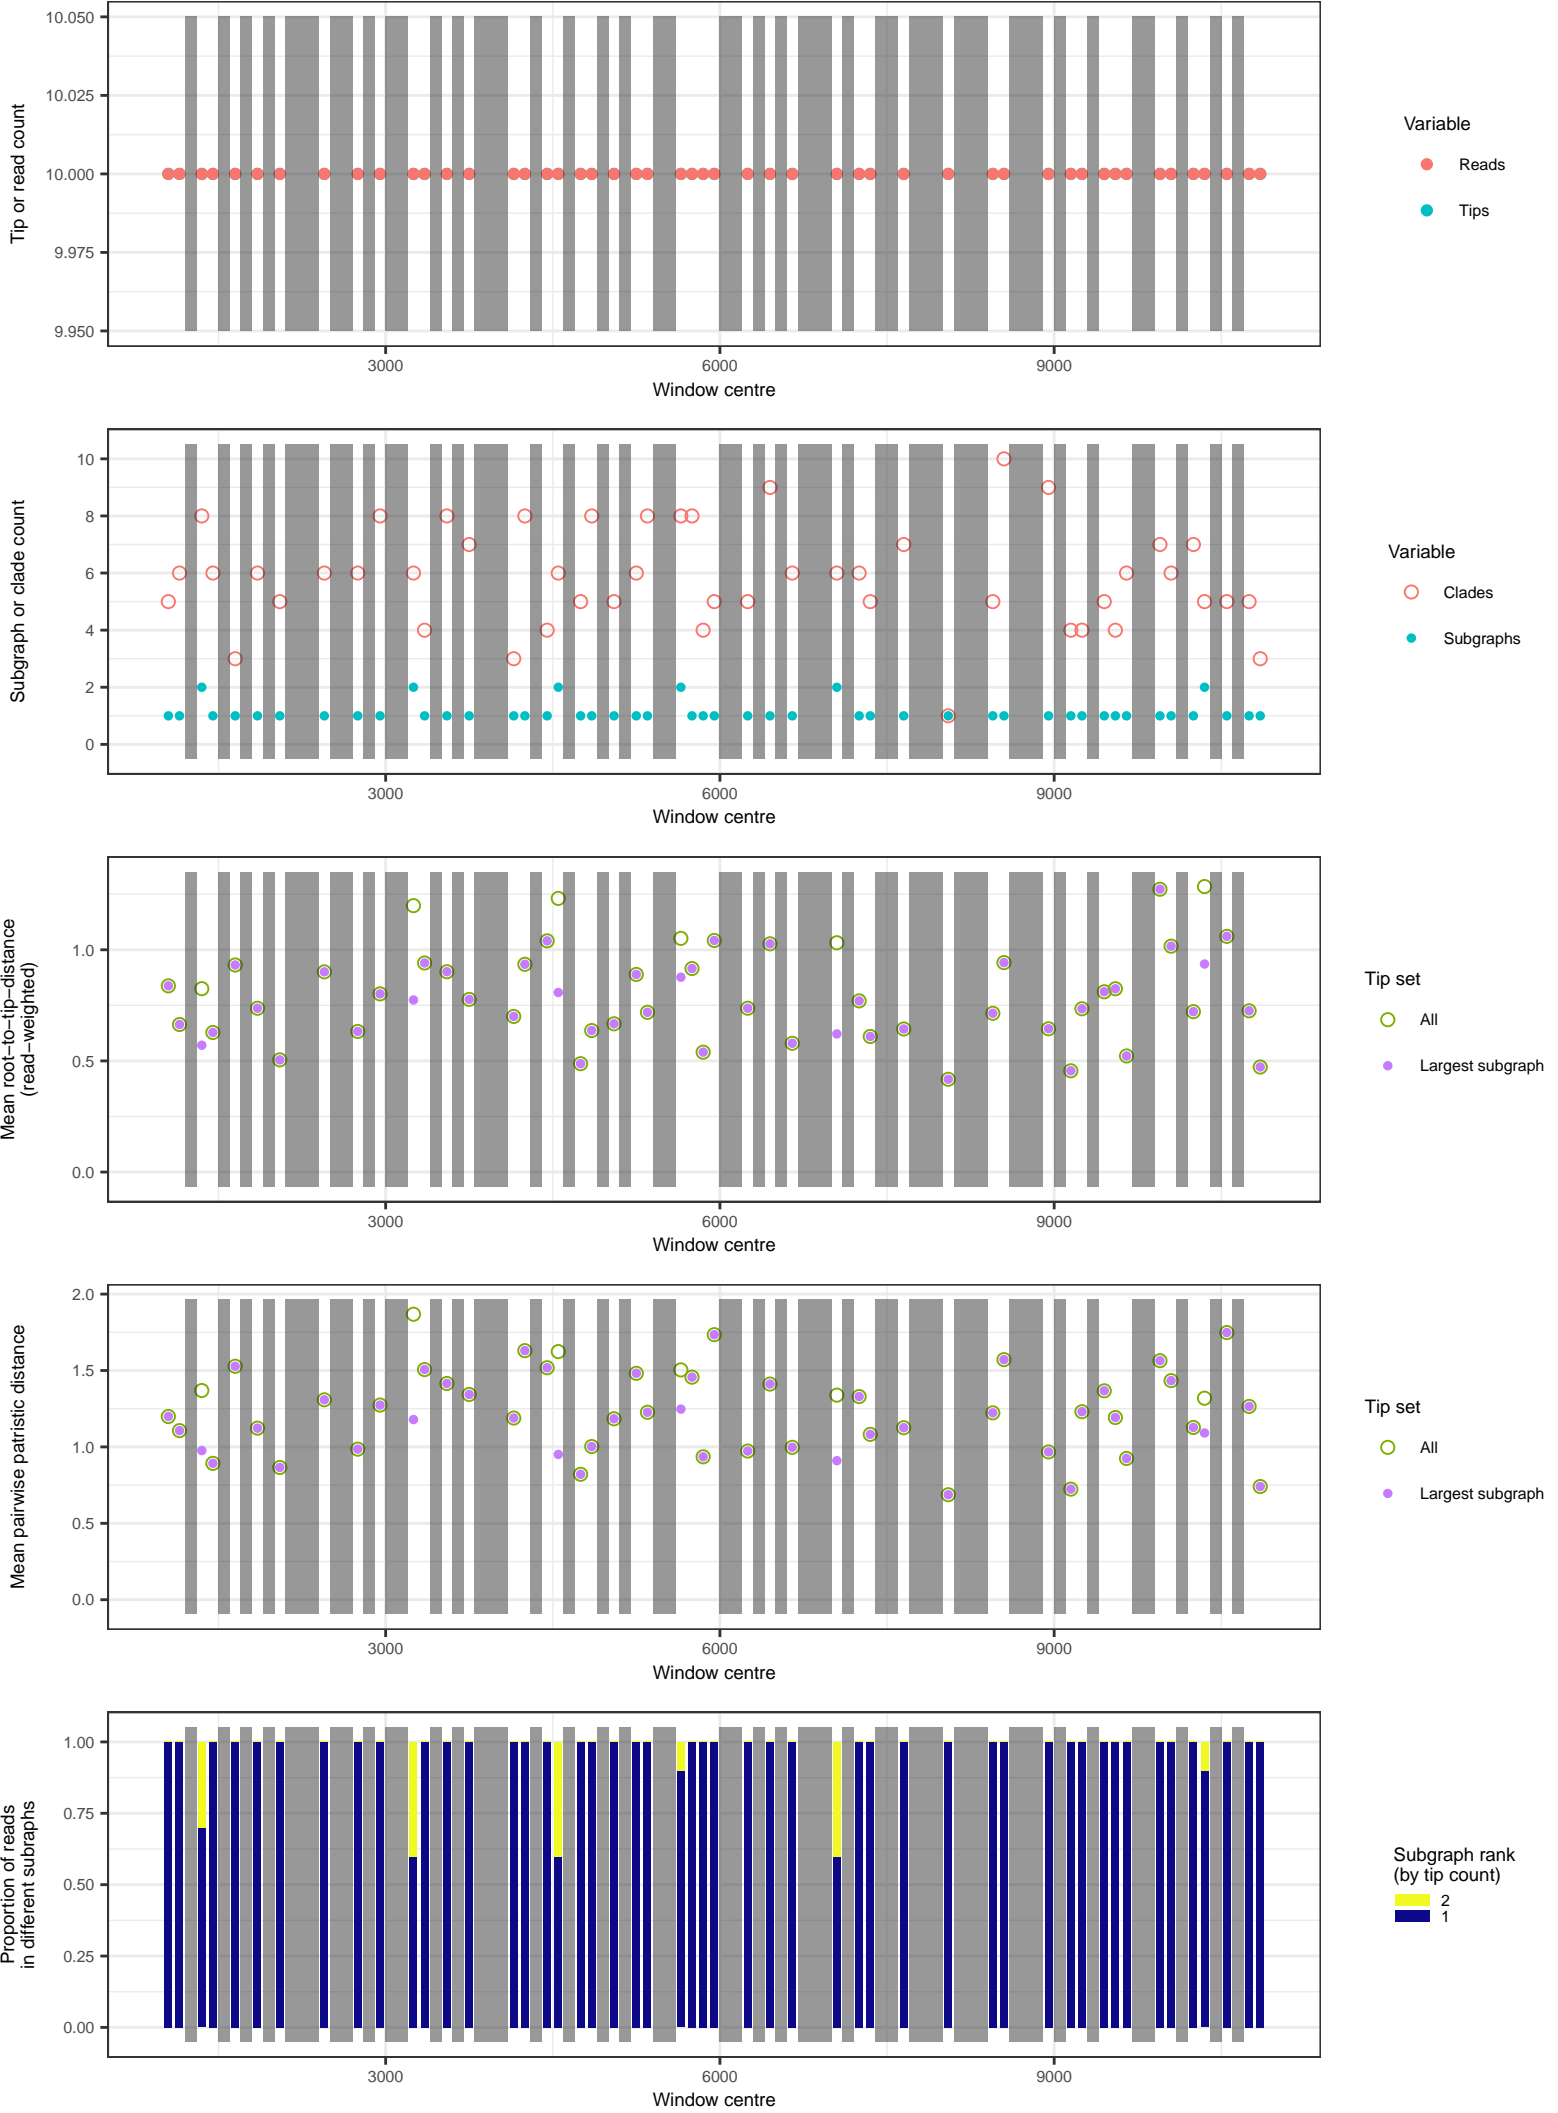 10.050
10.025
10.000
9.975
9.950
Tip or read count
3000 6000 9000
Window centre
Variable
Reads
Tips
10
8
6
4
2
0
Subgraph or clade count
3000 6000 9000
Window centre
Variable
Clades
Subgraphs
1.0
0.5
0.0
Mean root−to−tip−distance
(read−weighted)
3000 6000 9000
Window centre
Tip set
All
Largest subgraph
2.0
1.5
1.0
0.5
0.0
Mean pairwise patristic distance
3000 6000 9000
Window centre
Tip set
All
Largest subgraph
1.00
0.75
0.50
0.25
0.00
Proportion of reads
in different subraphs
3000 6000 9000
Window centre
Subgraph rank
(by tip count)
2
1